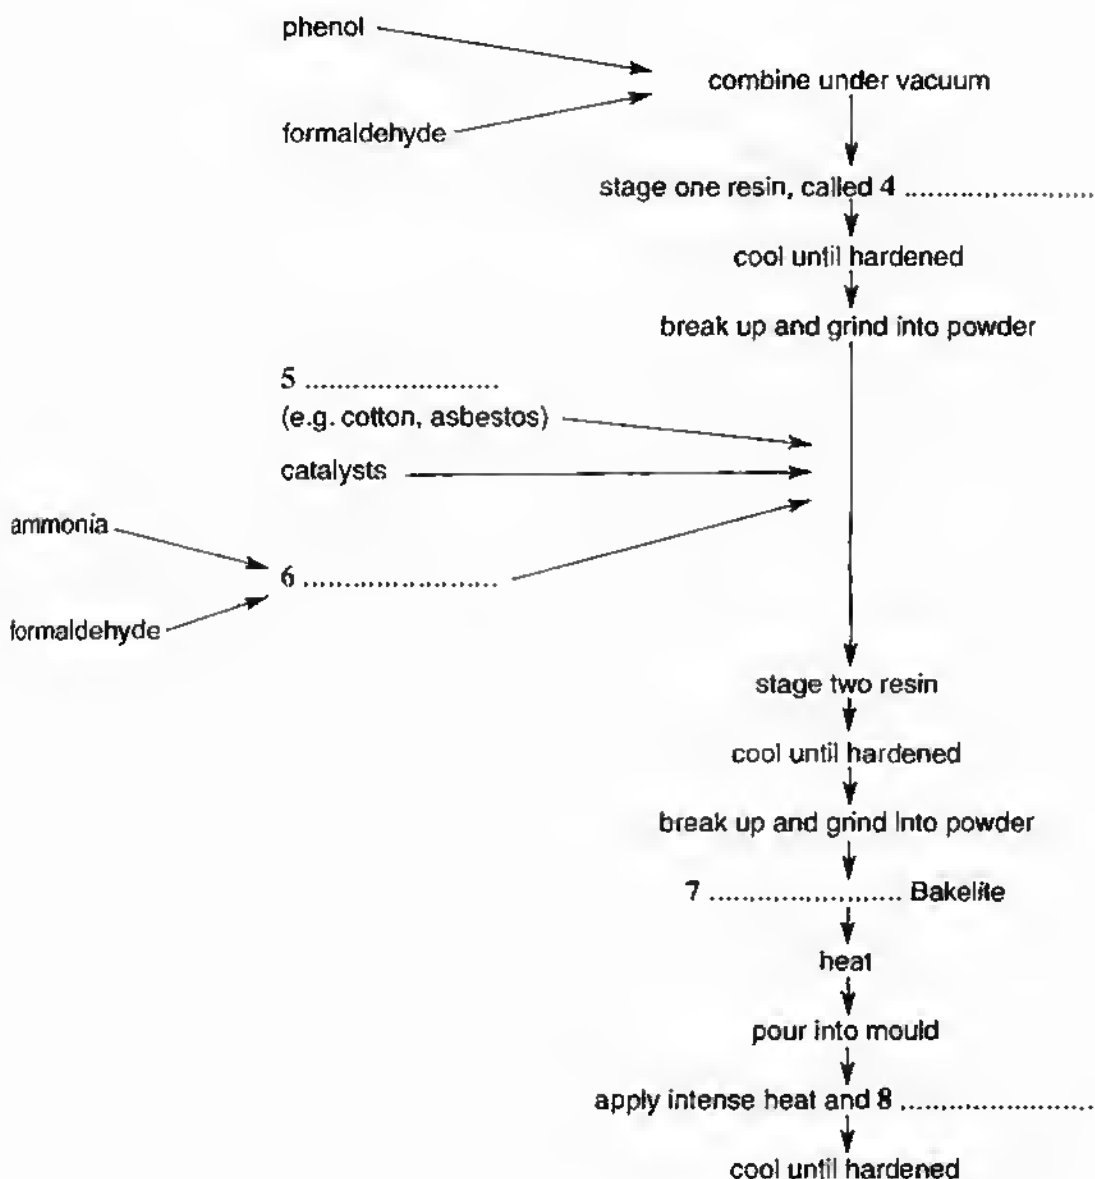 phenol
combine under vacuum
formaldehyde
stage one resin, called 4 ........................
cool until hardened
break up and grind into powder
5 ........................
(e.g. cotton, asbestos)
catalysts
ammonia
6 ........................
formaldehyde
stage two resin
cool until hardened
break up and grind into powder
7 ........................ Bakelite
heat
pour into mould
apply intense heat and 8 ........................
cool until hardened